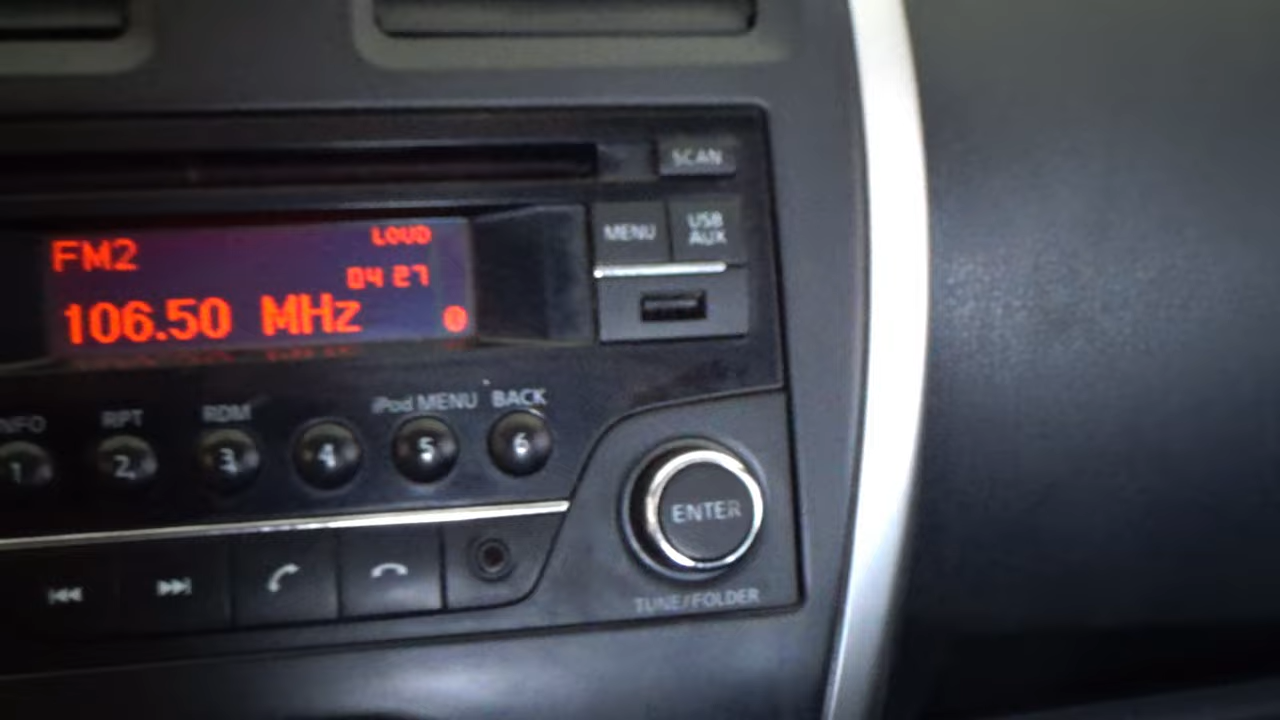 SCAN
MENU
USB
AUX
FM2
LOUD
04 27
106.50 MHz
INFO
RPT
RDM
iPod MENU
BACK
1
2
3
4
5
6
ENTER
TUNE/FOLDER